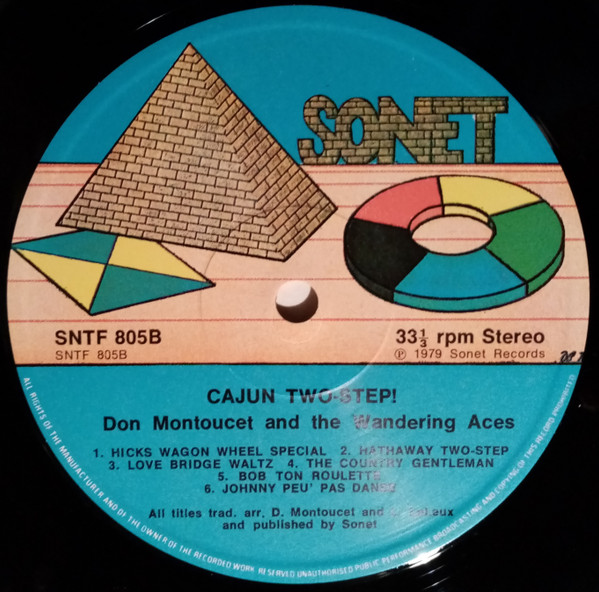 SONET
SNTF 805B
SNTF 805B
33 1/3 rpm Stereo
℗ 1979 Sonet Records
CAJUN TWO-STEP!
Don Montoucet and the Wandering Aces
1. HICKS WAGON WHEEL SPECIAL 2. HATHAWAY TWO-STEP
3. LOVE BRIDGE WALTZ 4. THE COUNTRY GENTLEMAN
5. BOB TON ROULETTE
6. JOHNNY PEU' PAS DANSE
All titles trad. arr. D. Montoucet and
and published by Sonet
ALL RIGHTS OF THE MANUFACTURER AND OF THE OWNER OF THE RECORDED WORK RESERVED UNAUTHORISED PUBLIC PERFORMANCE BROADCASTING AND COPYING OF THIS RECORD PROHIBITED